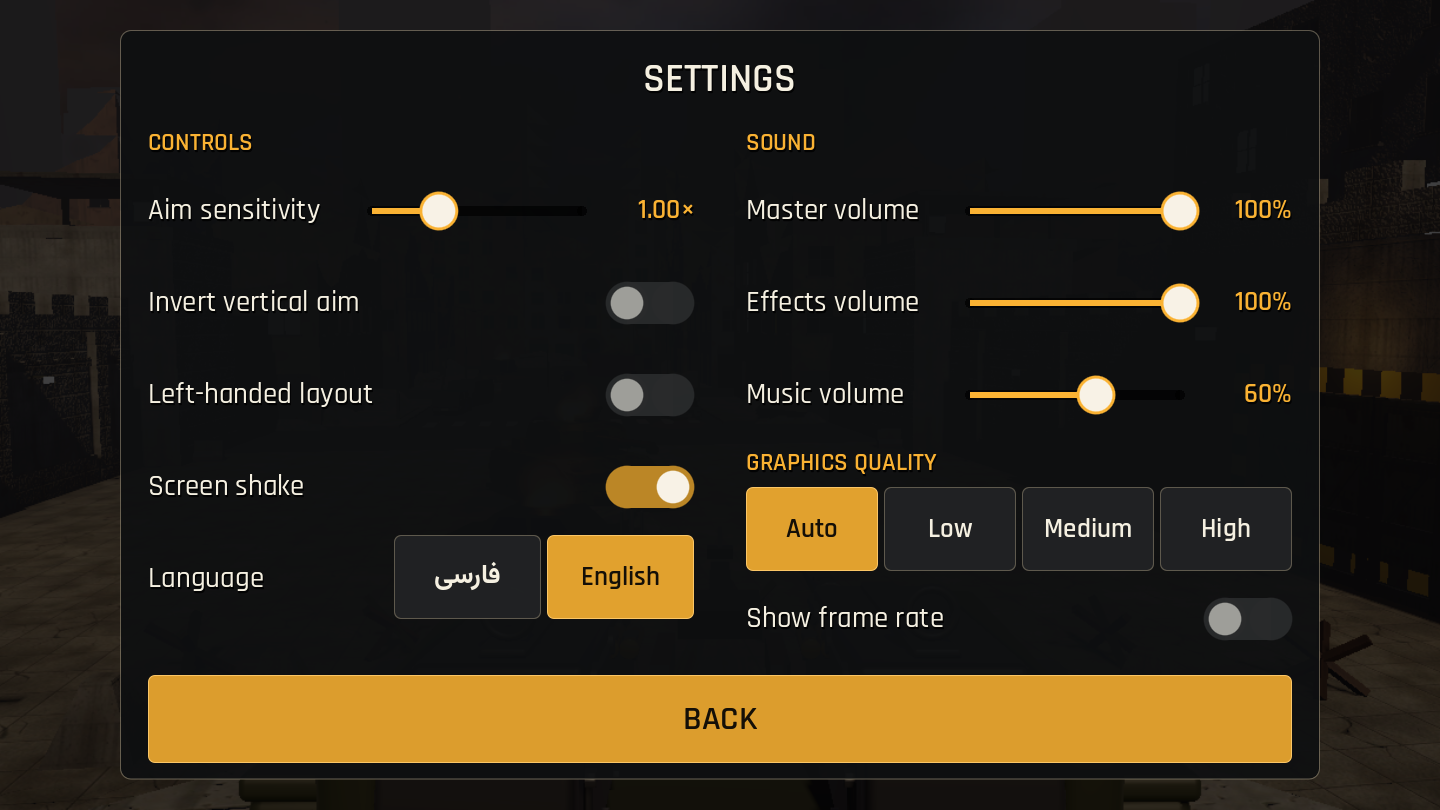 SETTINGS
CONTROLS
Aim sensitivity 1.00×
Invert vertical aim
Left-handed layout
Screen shake
Language فارسی English
SOUND
Master volume 100%
Effects volume 100%
Music volume 60%
GRAPHICS QUALITY
Auto Low Medium High
Show frame rate
BACK